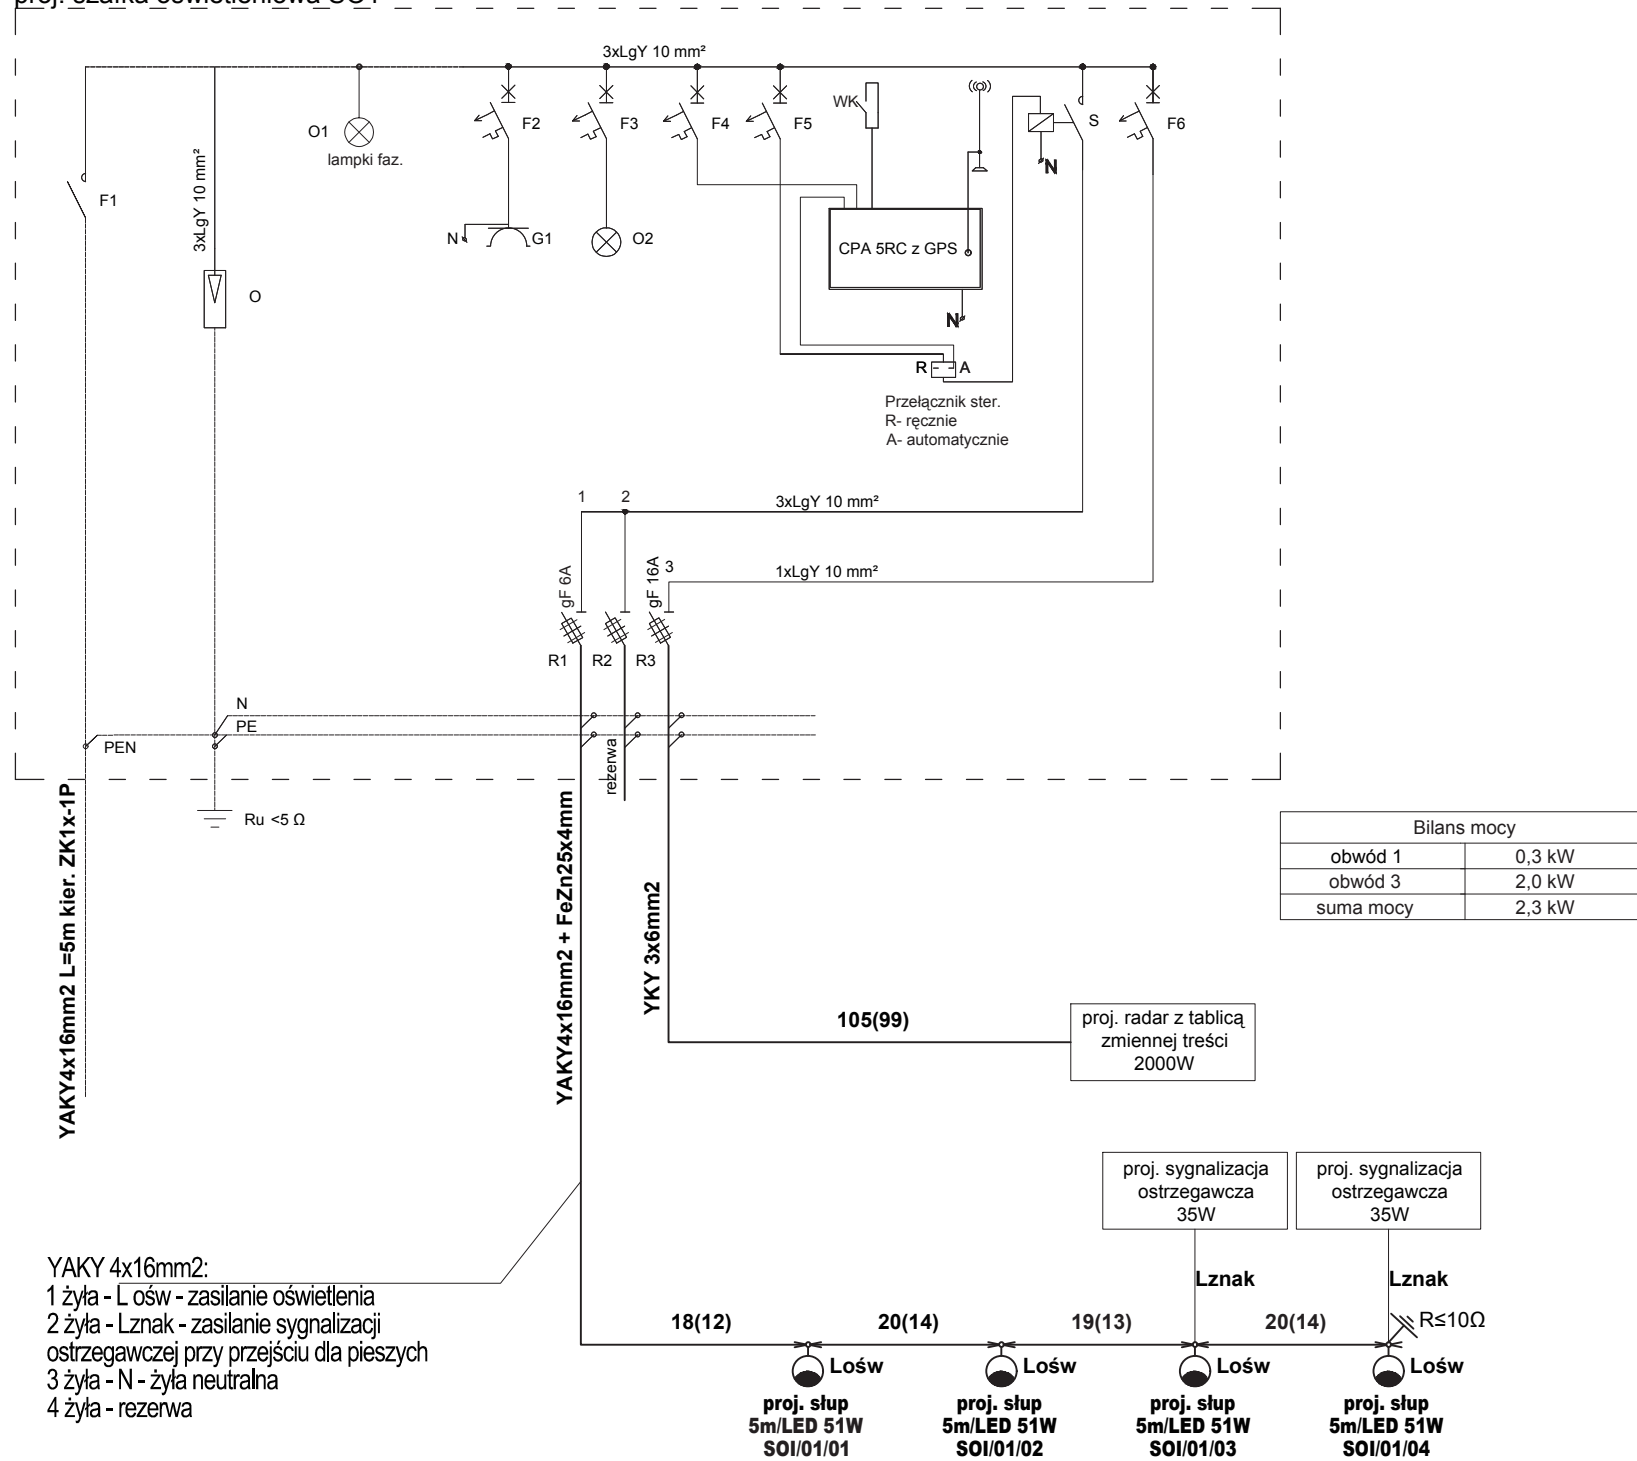 3xLgY 10 mm²
WK
F2
F3
F4
F5
S
F6
O1
lampki faz.
N
F1
3xLgY 10 mm²
N
G1
O2
CPA 5RC z GPS
O
N
R
A
Przełącznik ster.
R- ręcznie
A- automatycznie
1
2
3xLgY 10 mm²
gF 6A
gF 16A
3
1xLgY 10 mm²
R1
R2
R3
N
PE
PEN
rezerwa
Ru <5 Ω
YAKY4x16mm2 L=5m kier. ZK1x-1P
YAKY4x16mm2 + FeZn25x4mm
YKY 3x6mm2
Bilans mocy
obwód 1 0,3 kW
obwód 3 2,0 kW
suma mocy 2,3 kW
105(99)
proj. radar z tablicą
zmiennej treści
2000W
proj. sygnalizacja
ostrzegawcza
35W
proj. sygnalizacja
ostrzegawcza
35W
YAKY 4x16mm2:
1 żyła - L ośw - zasilanie oświetlenia
2 żyła - Lznak - zasilanie sygnalizacji
ostrzegawczej przy przejściu dla pieszych
3 żyła - N - żyła neutralna
4 żyła - rezerwa
Lznak
Lznak
18(12)
20(14)
19(13)
20(14)
R≤10Ω
Lośw
Lośw
Lośw
Lośw
proj. słup
5m/LED 51W
SOI/01/01
proj. słup
5m/LED 51W
SOI/01/02
proj. słup
5m/LED 51W
SOI/01/03
proj. słup
5m/LED 51W
SOI/01/04